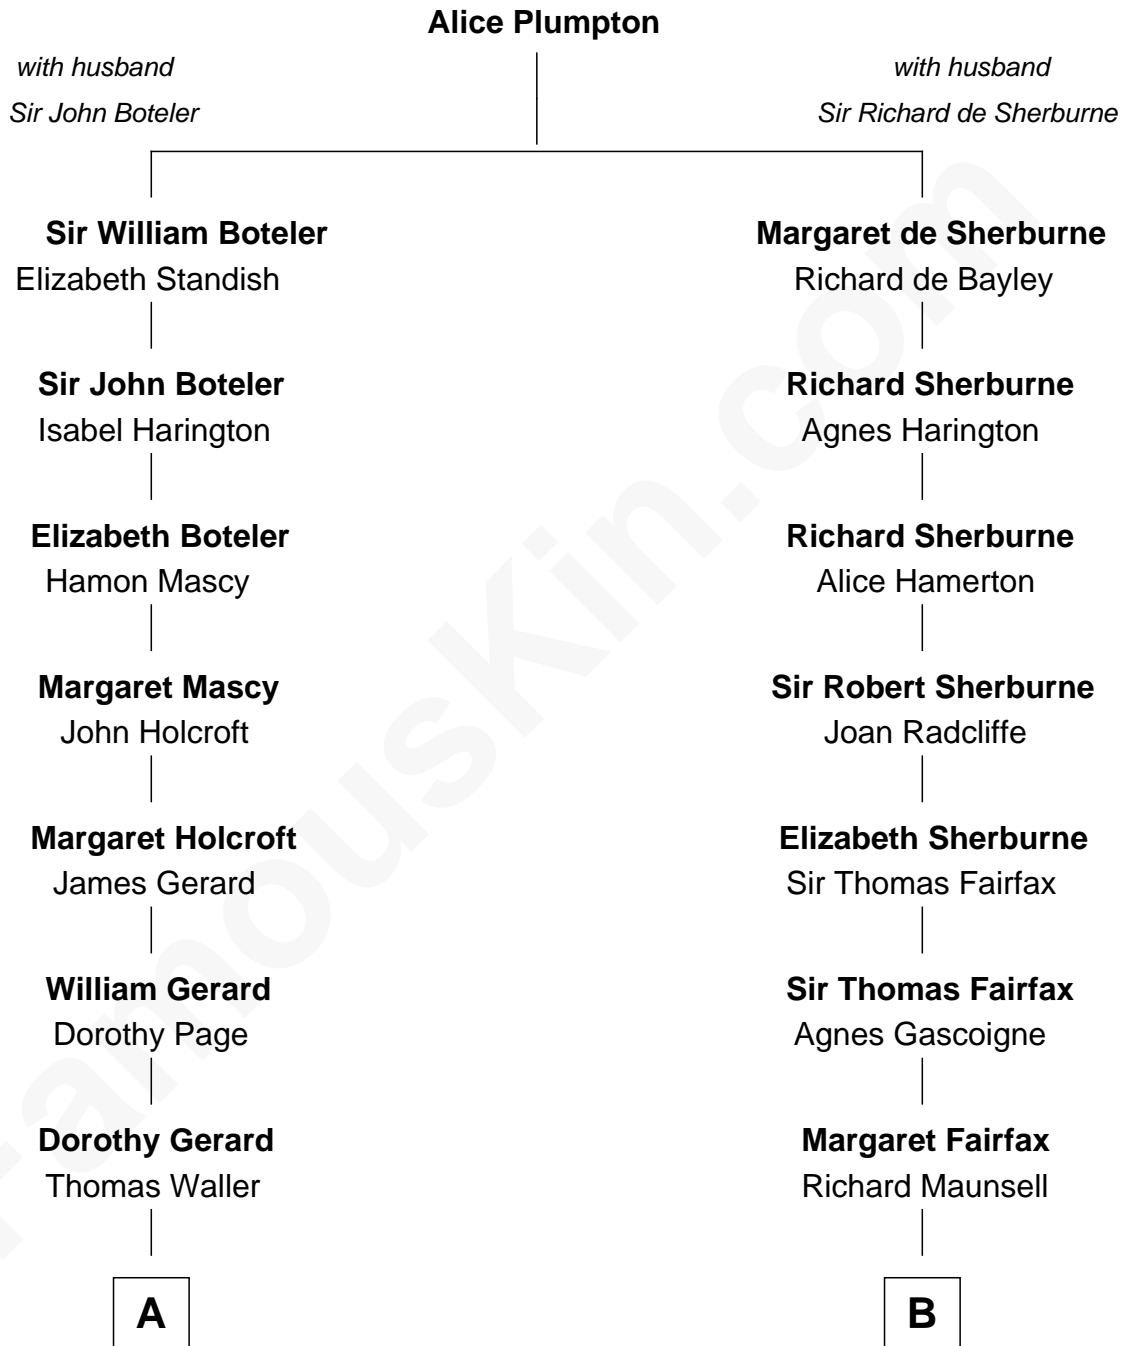 Alice Plumpton
with husband
Sir John Boteler
with husband
Sir Richard de Sherburne
Sir William Boteler
Elizabeth Standish
Margaret de Sherburne
Richard de Bayley
Sir John Boteler
Isabel Harington
Richard Sherburne
Agnes Harington
Elizabeth Boteler
Hamon Mascy
Richard Sherburne
Alice Hamerton
Margaret Mascy
John Holcroft
Sir Robert Sherburne
Joan Radcliffe
Margaret Holcroft
James Gerard
Elizabeth Sherburne
Sir Thomas Fairfax
William Gerard
Dorothy Page
Sir Thomas Fairfax
Agnes Gascoigne
Dorothy Gerard
Thomas Waller
Margaret Fairfax
Richard Maunsell
A
B
FamousKin.com